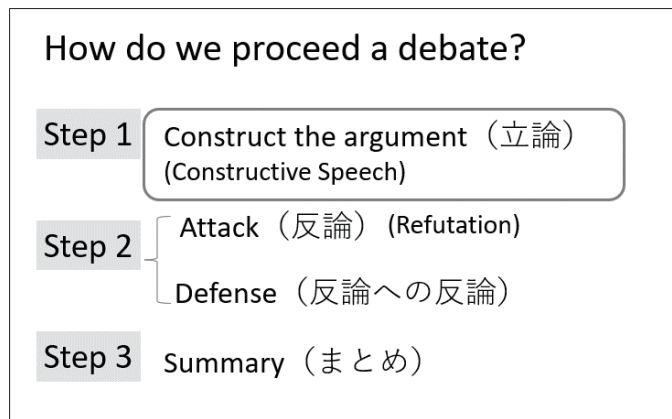 How do we proceed a debate?
Step 1 Construct the argument（立論）
(Constructive Speech)
Step 2
Attack（反論）(Refutation)
Defense（反論への反論）
Step 3 Summary（まとめ）